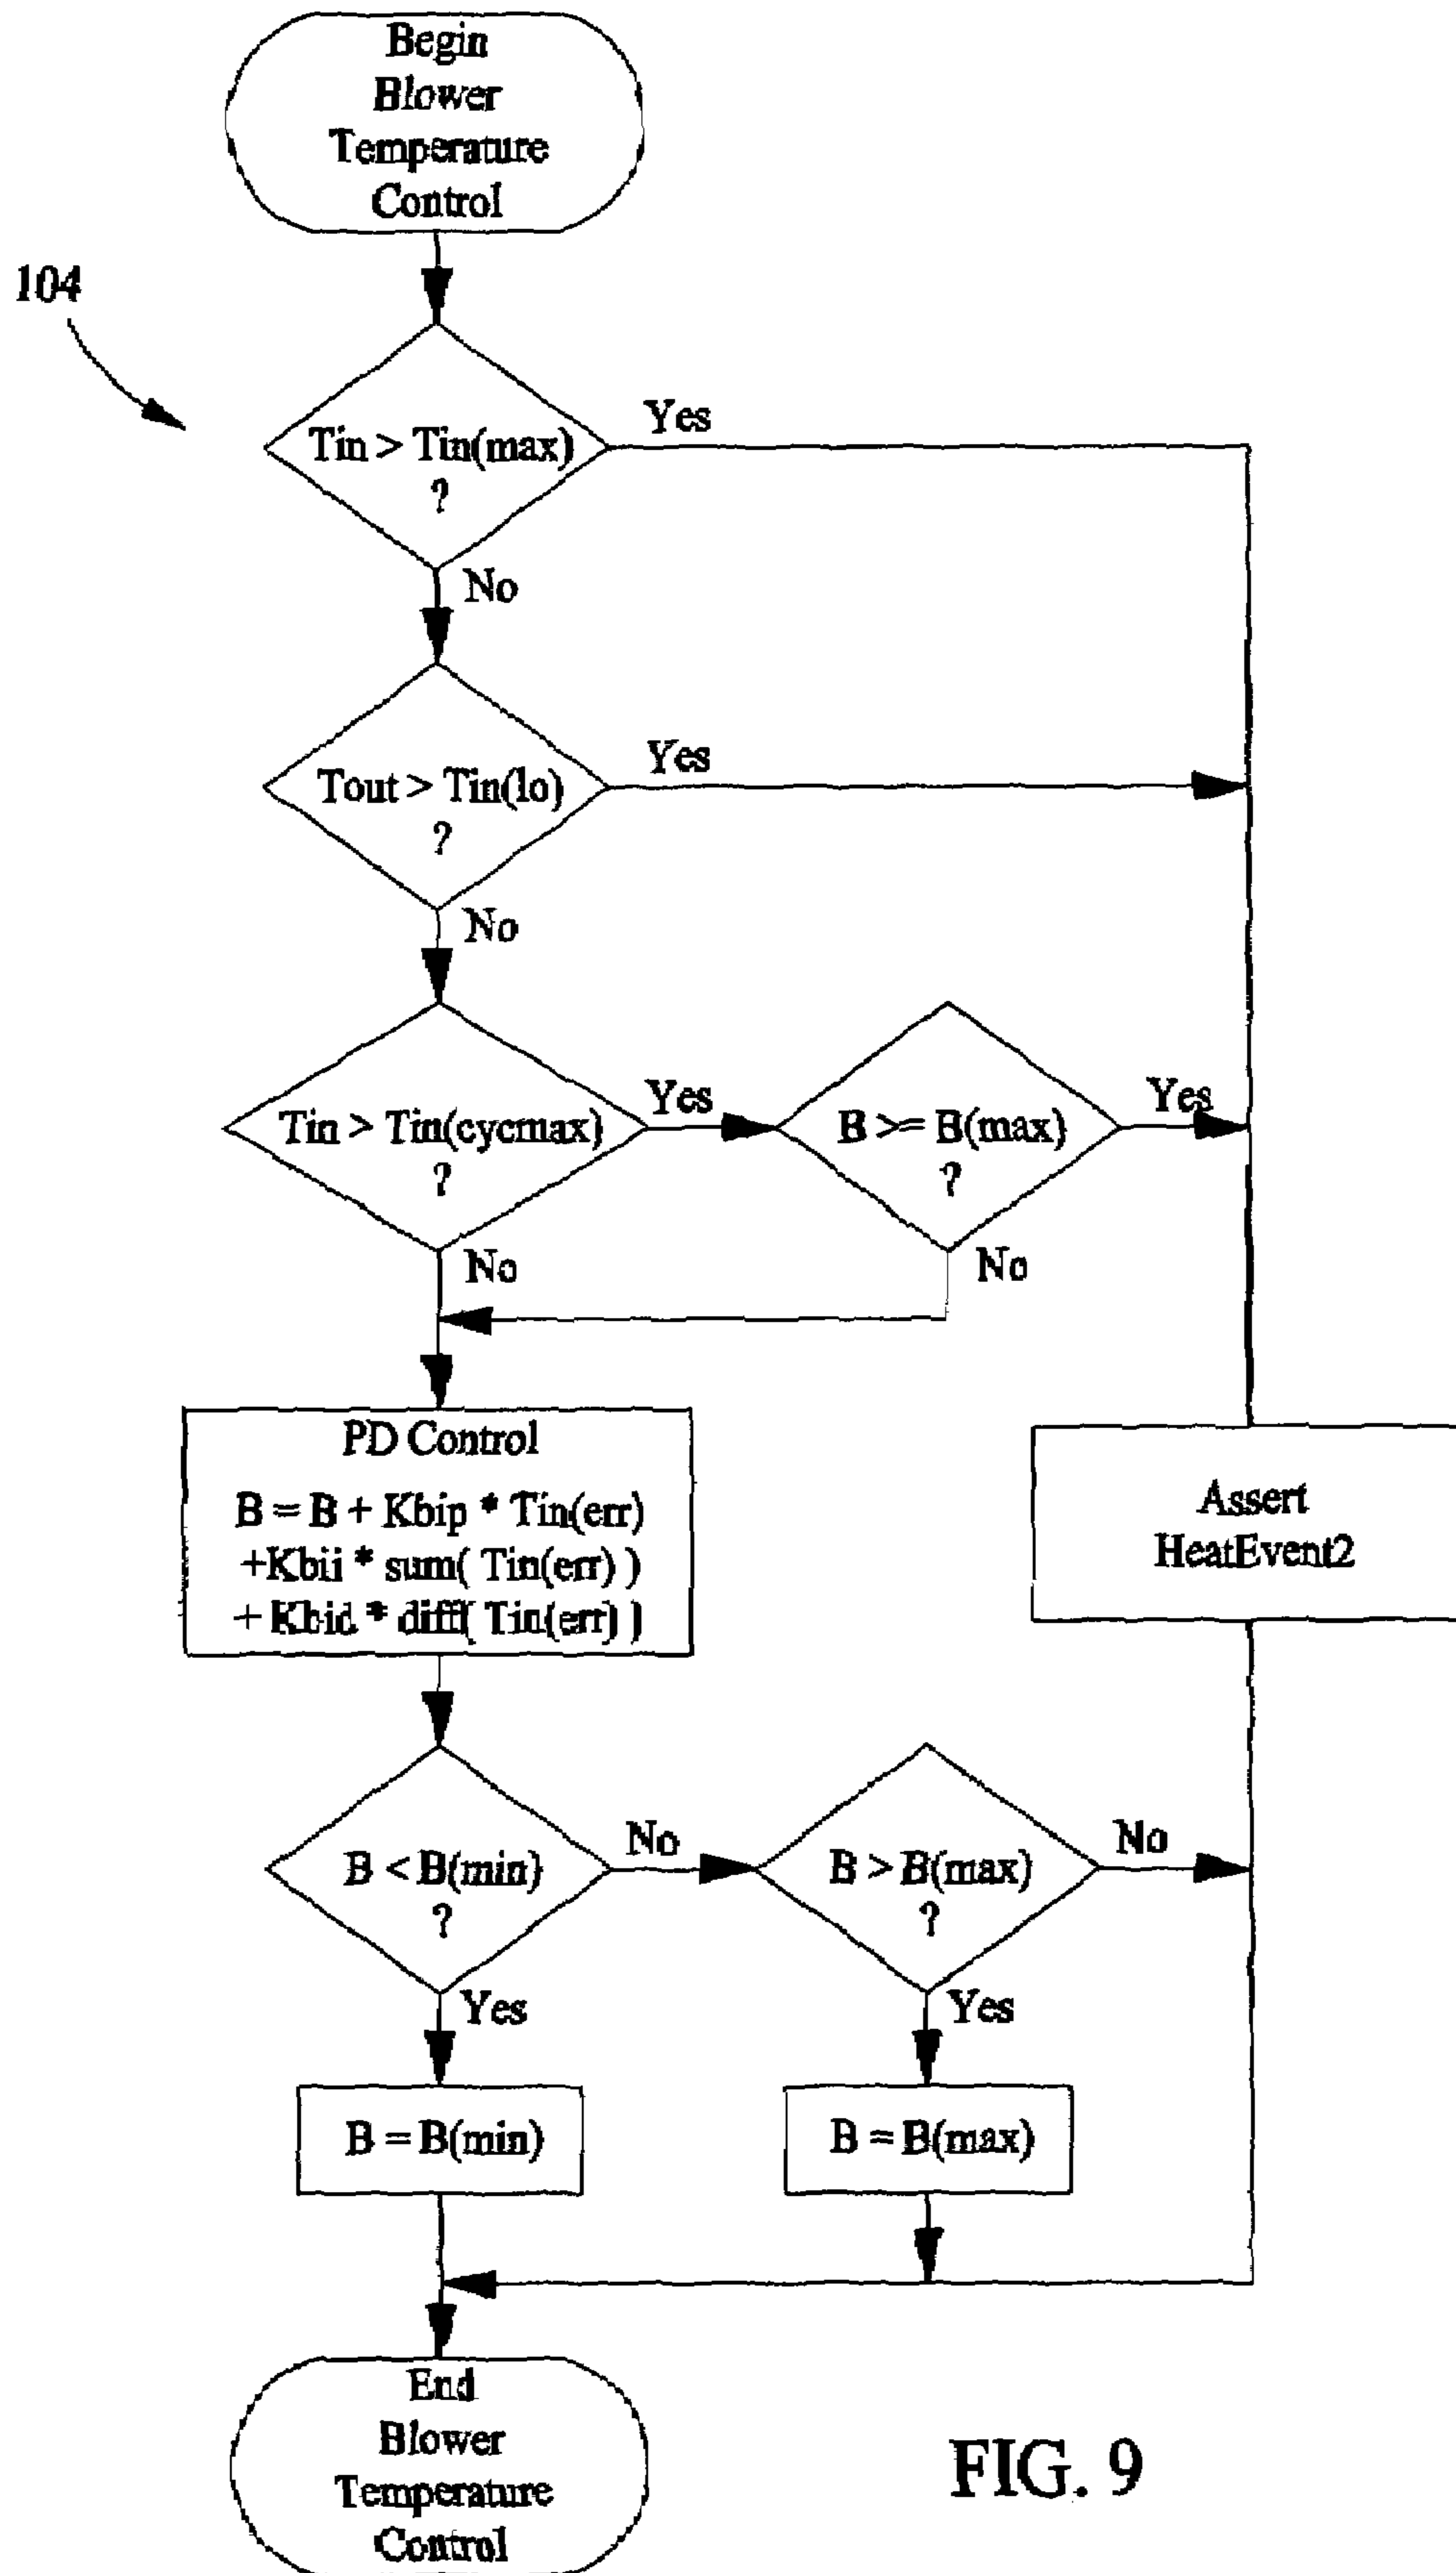 Begin
Blower
Temperature
Control
104
Tin > Tin(max)
?
Yes
No
Tout > Tin(lo)
?
Yes
No
Tin > Tin(cycmax)
?
Yes
B >= B(max)
?
Yes
No
No
PD Control
B = B + Kbip * Tin(err)
+Kbii * sum( Tin(err) )
+ Kbid * diff( Tin(err) )
Assert
HeatEvent2
B < B(min)
?
No
B > B(max)
?
No
Yes
Yes
B = B(min)
B = B(max)
End
Blower
Temperature
Control
FIG. 9